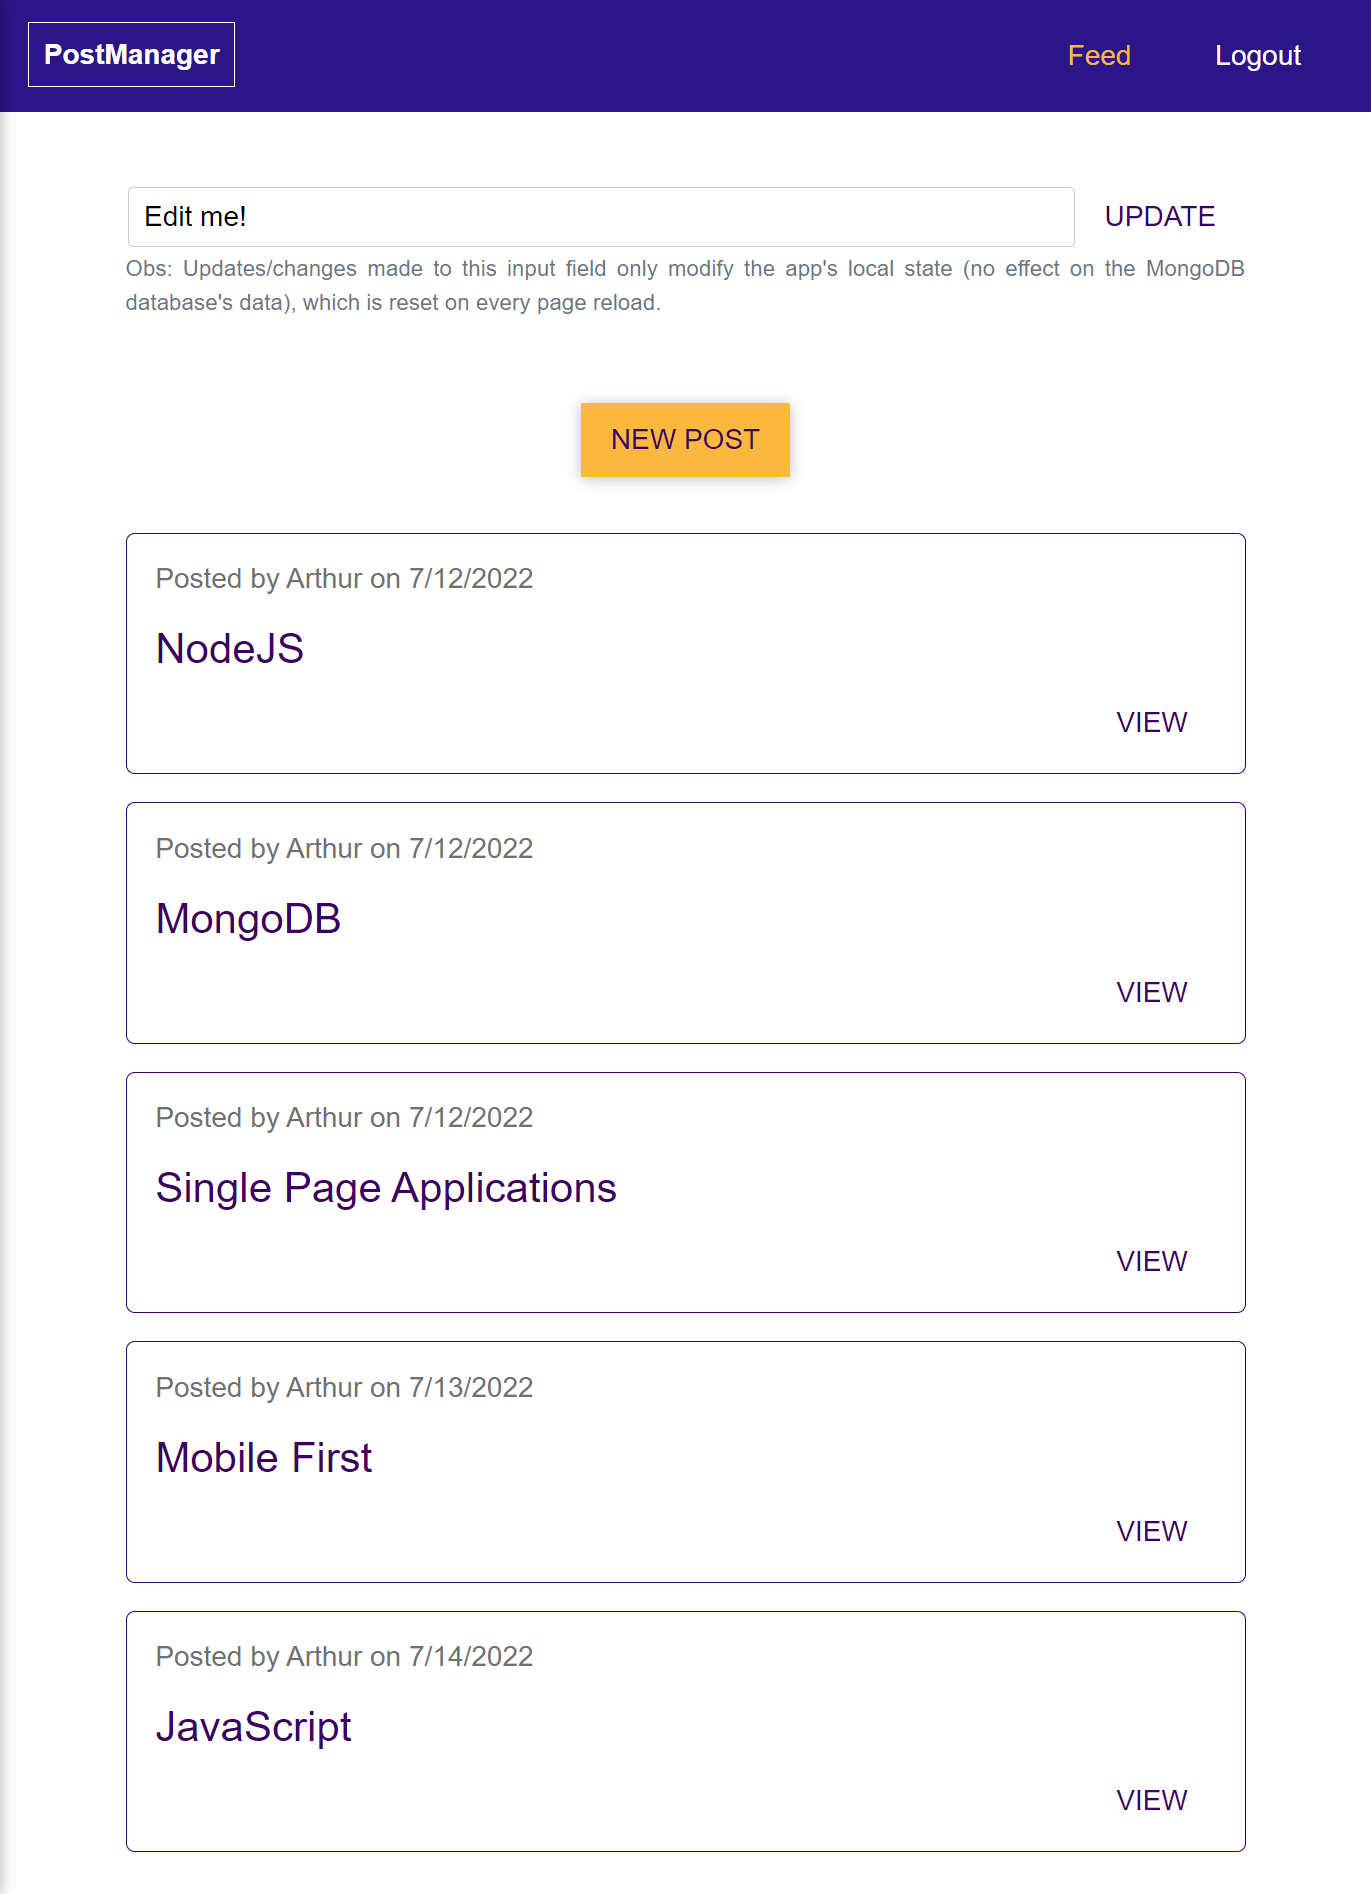 PostManager
Feed
Logout
Edit me!
UPDATE
Obs: Updates/changes made to this input field only modify the app's local state (no effect on the MongoDB
database's data), which is reset on every page reload.
NEW POST
Posted by Arthur on 7/12/2022
NodeJS
VIEW
Posted by Arthur on 7/12/2022
MongoDB
VIEW
Posted by Arthur on 7/12/2022
Single Page Applications
VIEW
Posted by Arthur on 7/13/2022
Mobile First
VIEW
Posted by Arthur on 7/14/2022
JavaScript
VIEW